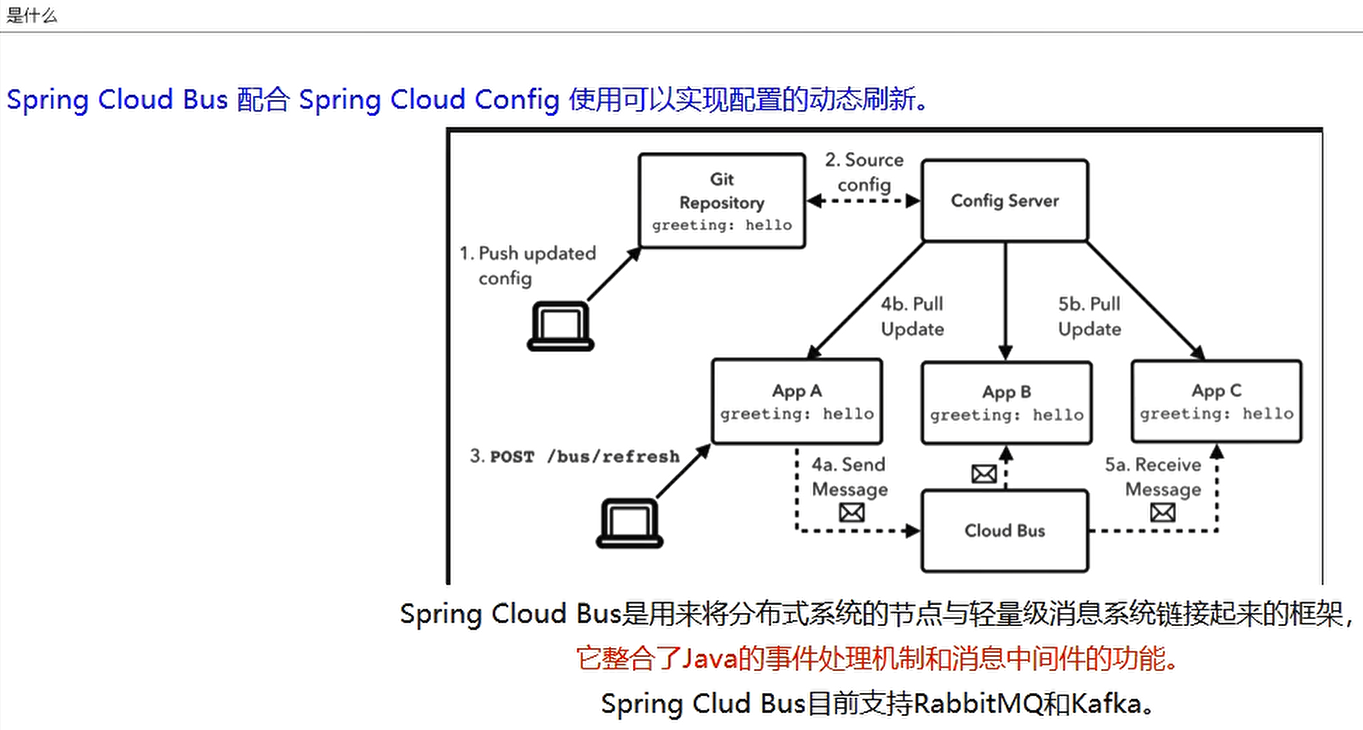 是什么
Spring Cloud Bus 配合 Spring Cloud Config 使用可以实现配置的动态刷新。
Git
Repository
greeting: hello
2. Source
config
Config Server
1. Push updated
config
4b. Pull
Update
5b. Pull
Update
App A
greeting: hello
App B
greeting: hello
App C
greeting: hello
3. POST /bus/refresh
4a. Send
Message
5a. Receive
Message
Cloud Bus
Spring Cloud Bus是用来将分布式系统的节点与轻量级消息系统链接起来的框架，
它整合了Java的事件处理机制和消息中间件的功能。
Spring Clud Bus目前支持RabbitMQ和Kafka。